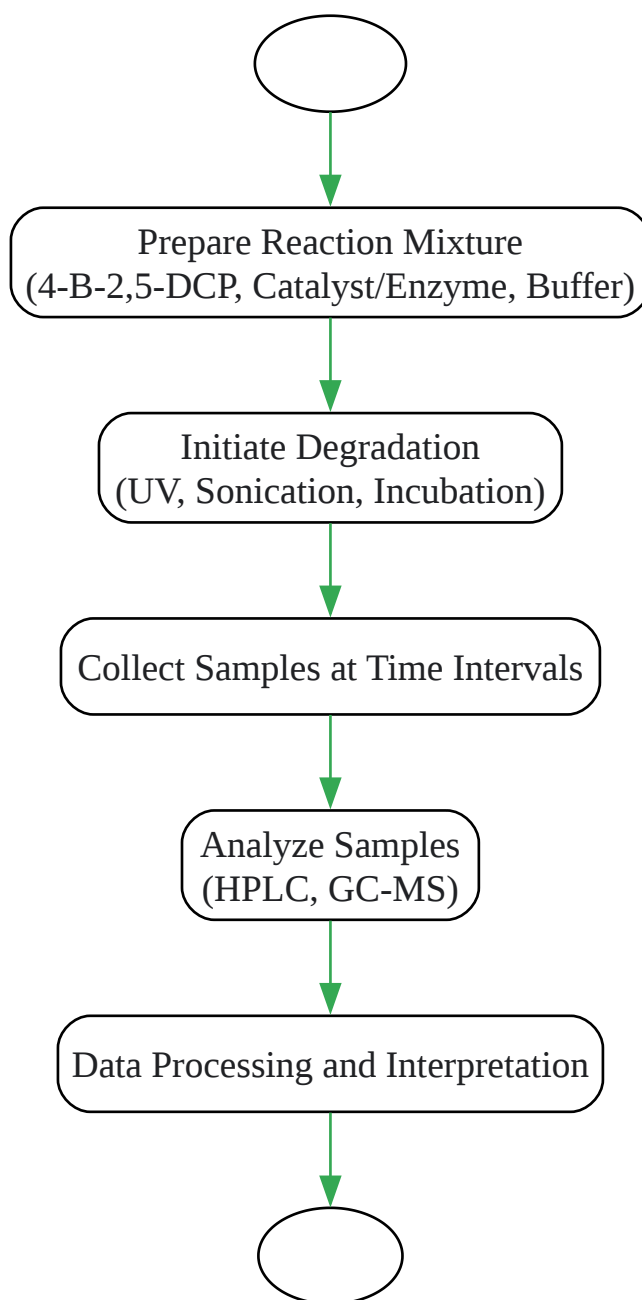 Prepare Reaction Mixture
(4-B-2,5-DCP, Catalyst/Enzyme, Buffer)
Initiate Degradation
(UV, Sonication, Incubation)
Collect Samples at Time Intervals
Analyze Samples
(HPLC, GC-MS)
Data Processing and Interpretation